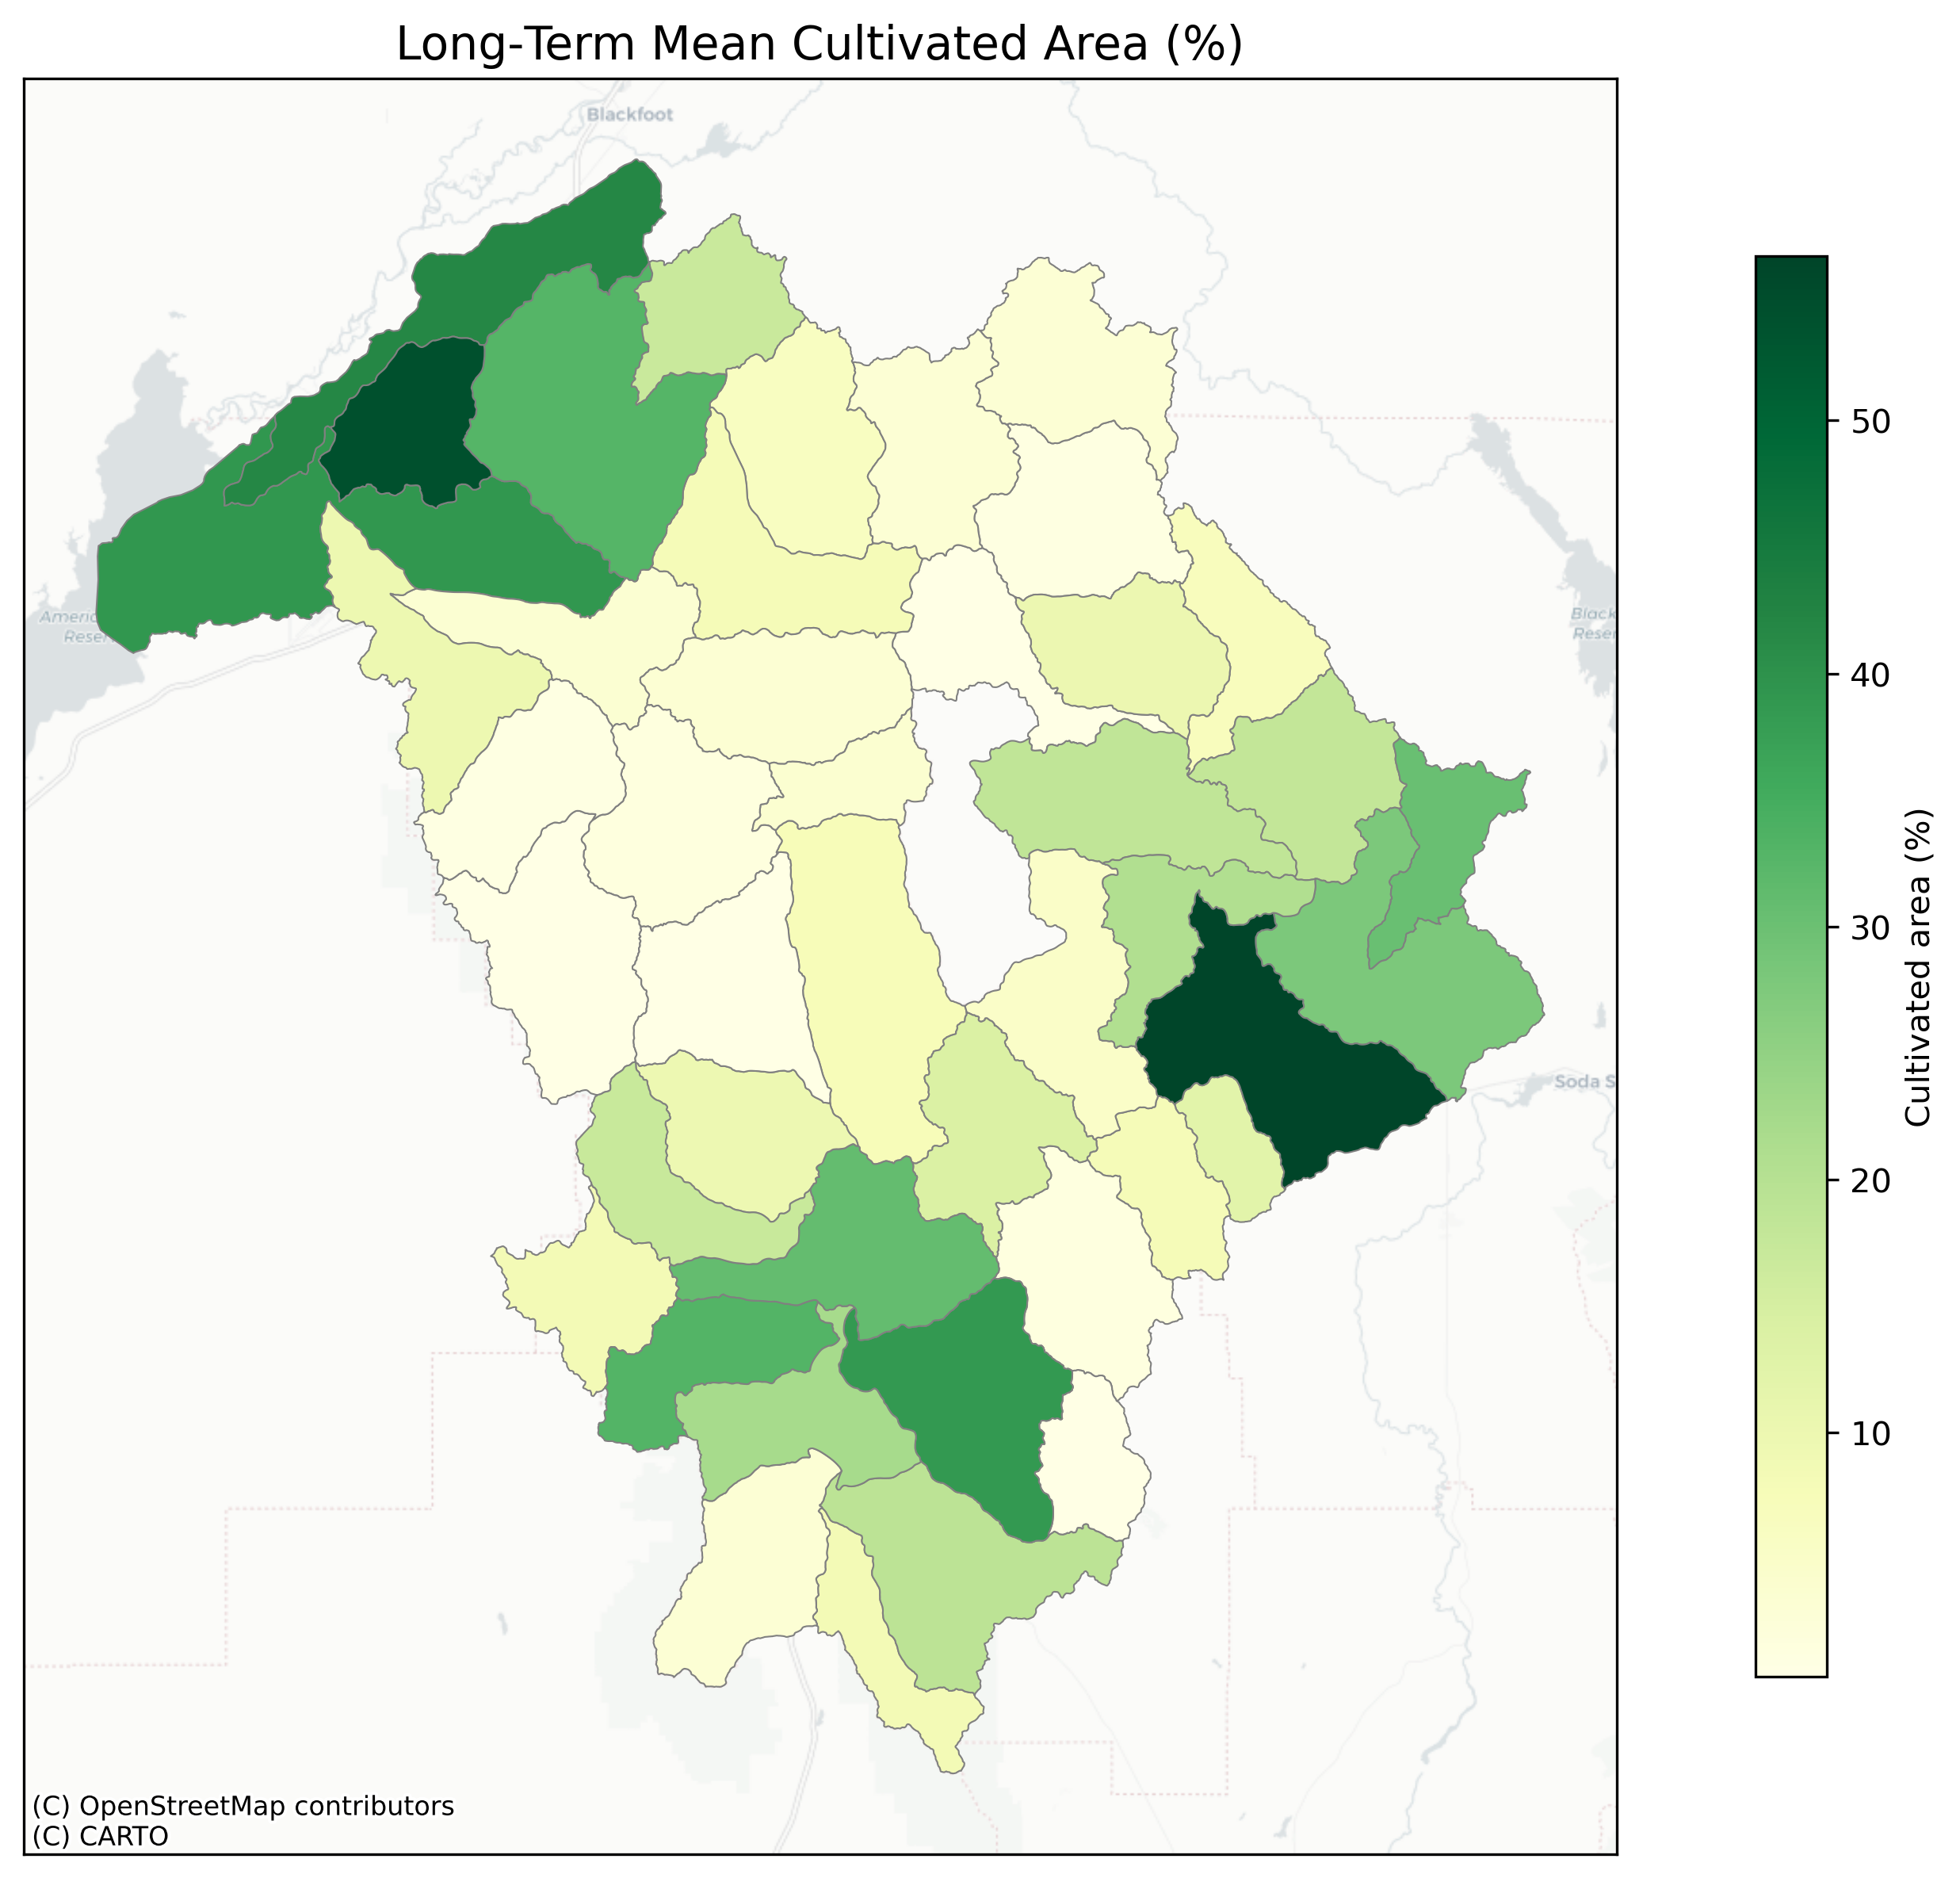 Long-Term Mean Cultivated Area (%)
Blackfoot
50
40
30
20
10
Cultivated area (%)
Americ
Reser
Black
Reser
Soda S
(C) OpenStreetMap contributors
(C) CARTO